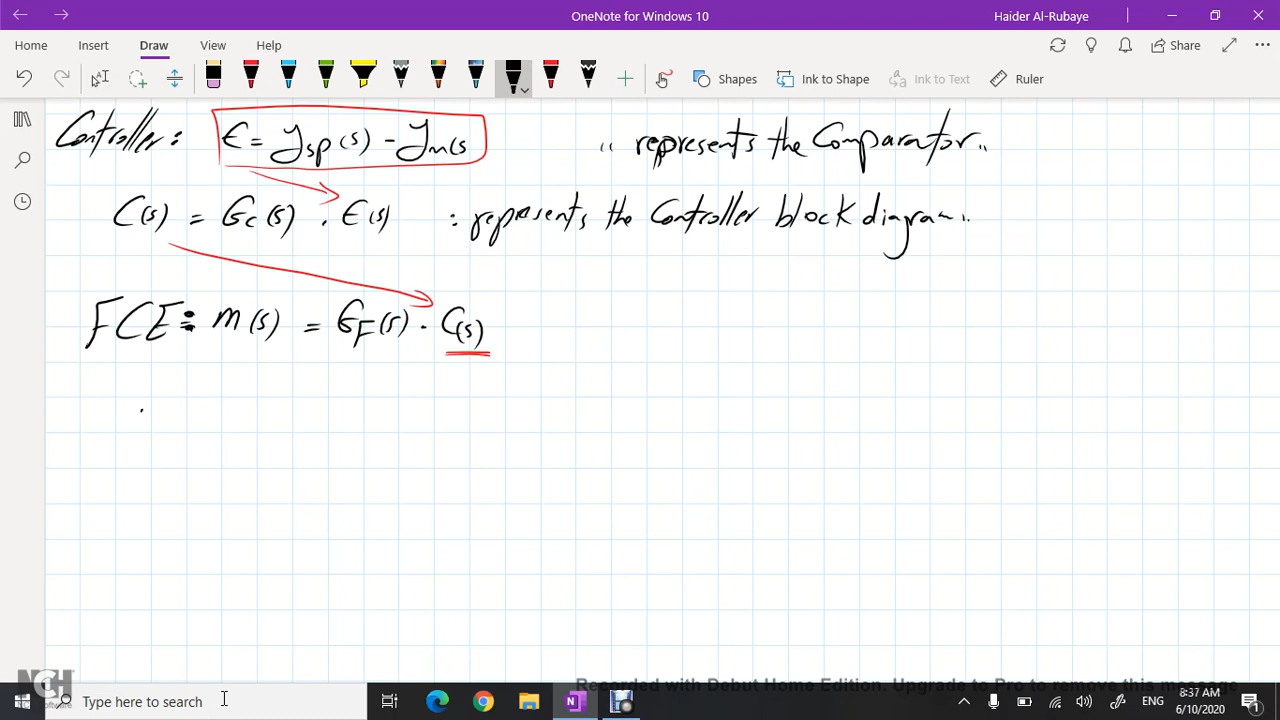 OneNote for Windows 10
Haider Al-Rubaye
Home Insert Draw View Help
Share
Shapes
Ink to Shape
Ink to Text
Ruler
Controller: ϵ = ysp(s) - ym(s
" represents the Comparator "
C(s) = Gc(s) . ϵ(s) : represents the Controller block diagram "
FCE: m(s) = GF(s) . C(s)
NCH
Software
Recorded with Debut Home Edition. Upgrade to Pro to remove this message
Type here to search
ENG
8:37 AM
6/10/2020
1